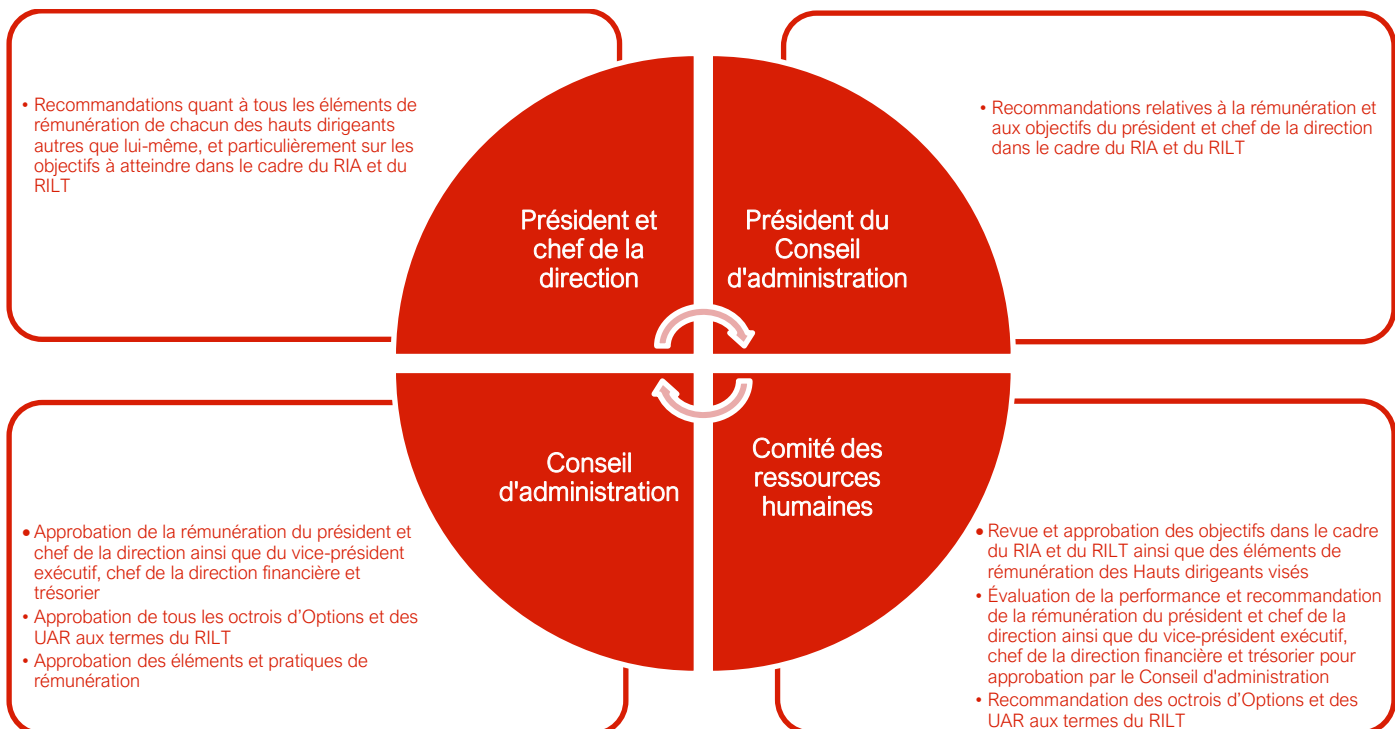 • Recommandations quant à tous les éléments de
rémunération de chacun des hauts dirigeants
autres que lui-même, et particulièrement sur les
objectifs à atteindre dans le cadre du RIA et du
RILT
Président et
chef de la
direction
Président du
Conseil
d'administration
• Recommandations relatives à la rémunération et
aux objectifs du président et chef de la direction
dans le cadre du RIA et du RILT
Conseil
d'administration
Comité des
ressources
humaines
• Approbation de la rémunération du président et
chef de la direction ainsi que du vice-président
exécutif, chef de la direction financière et
trésorier
• Approbation de tous les octrois d’Options et des
UAR aux termes du RILT
• Approbation des éléments et pratiques de
rémunération
• Revue et approbation des objectifs dans le cadre
du RIA et du RILT ainsi que des éléments de
rémunération des Hauts dirigeants visés
• Évaluation de la performance et recommandation
de la rémunération du président et chef de la
direction ainsi que du vice-président exécutif,
chef de la direction financière et trésorier pour
approbation par le Conseil d'administration
• Recommandation des octrois d’Options et des
UAR aux termes du RILT